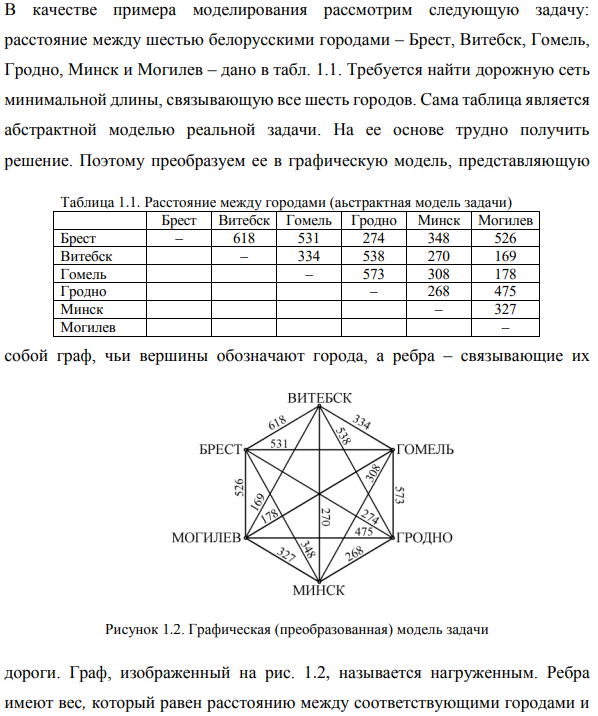 В качестве примера моделирования рассмотрим следующую задачу:
расстояние между шестью белорусскими городами – Брест, Витебск, Гомель,
Гродно, Минск и Могилев – дано в табл. 1.1. Требуется найти дорожную сеть
минимальной длины, связывающую все шесть городов. Сама таблица является
абстрактной моделью реальной задачи. На ее основе трудно получить
решение. Поэтому преобразуем ее в графическую модель, представляющую
Таблица 1.1. Расстояние между городами (аьстрактная модель задачи)
Брест Витебск Гомель Гродно Минск Могилев
Брест – 618 531 274 348 526
Витебск – 334 538 270 169
Гомель – 573 308 178
Гродно – 268 475
Минск – 327
Могилев –
собой граф, чьи вершины обозначают города, а ребра – связывающие их
ВИТЕБСК
618 334
538
БРЕСТ 531 ГОМЕЛЬ
308
526 169 573
178 270 274
475
МОГИЛЕВ ГРОДНО
327 348 268
МИНСК
Рисунок 1.2. Графическая (преобразованная) модель задачи
дороги. Граф, изображенный на рис. 1.2, называется нагруженным. Ребра
имеют вес, который равен расстоянию между соответствующими городами и